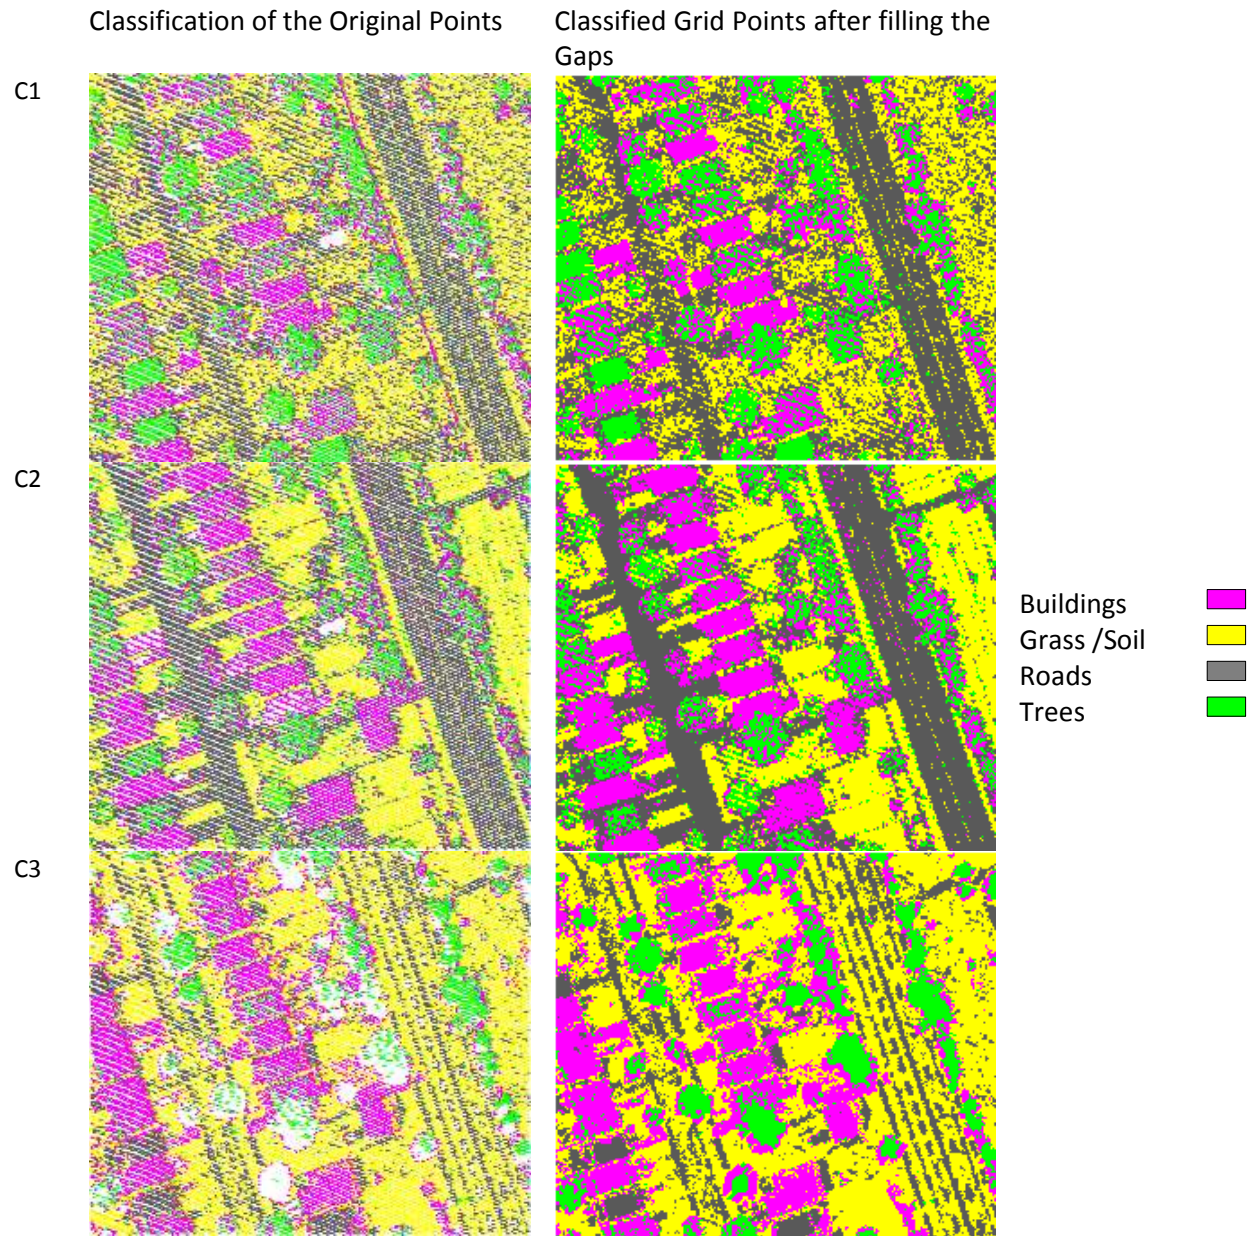 Classification of the Original Points
Classified Grid Points after filling the
Gaps
C1
C2
C3
Buildings
Grass /Soil
Roads
Trees